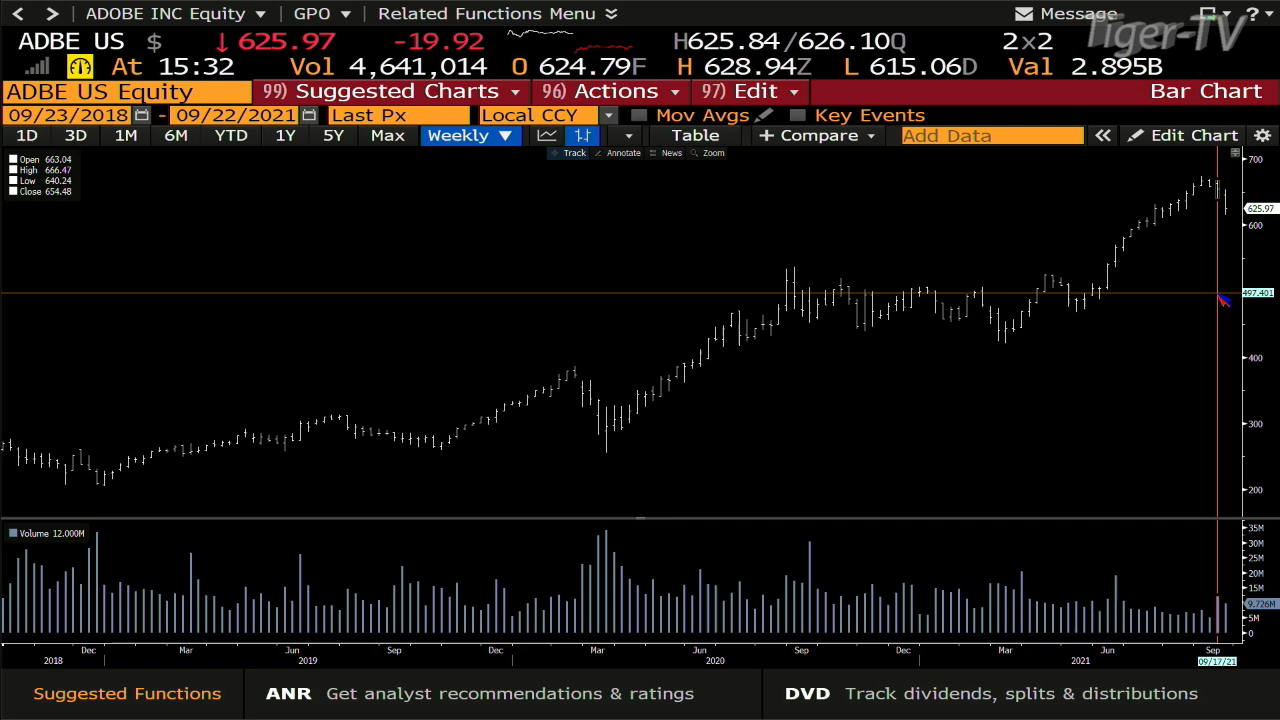 ADOBE INC Equity GPO Related Functions Menu Message ?
Tiger-TV
ADBE US $ ↓625.97 -19.92 H625.84/626.10Q 2×2
At 15:32 Vol 4,641,014 O 624.79F H 628.94Z L 615.06D Val 2.895B
ADBE US Equity 99) Suggested Charts 96) Actions 97) Edit Bar Chart
09/23/2018 - 09/22/2021 Last Px Local CCY Mov Avgs Key Events
1D 3D 1M 6M YTD 1Y 5Y Max Weekly ▼ Table + Compare Add Data « Edit Chart
Track Annotate News Zoom
Open 663.04
High 666.47
Low 640.24
Close 654.48
700
625.97
600
497.401
400
300
200
Volume 12.000M
35M
30M
25M
20M
15M
9.726M
5M
0
Dec Mar Jun Sep Dec Mar Jun Sep Dec Mar Jun Sep
2018 2019 2020 2021 09/17/21
Suggested Functions ANR Get analyst recommendations & ratings DVD Track dividends, splits & distributions